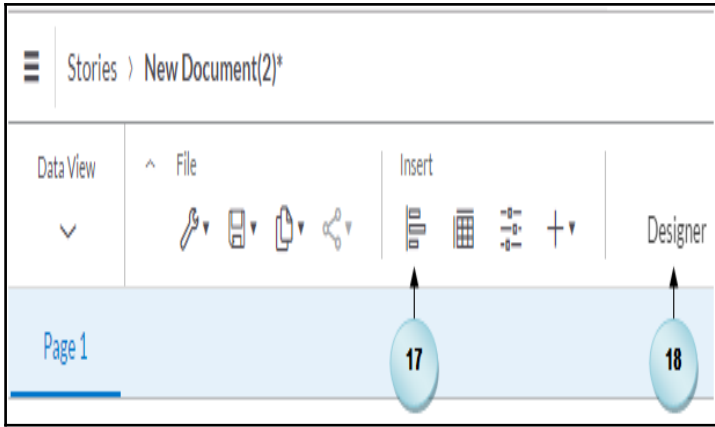 Stories > New Document(2)*
Data View
File
Insert
Designer
Page 1
17
18